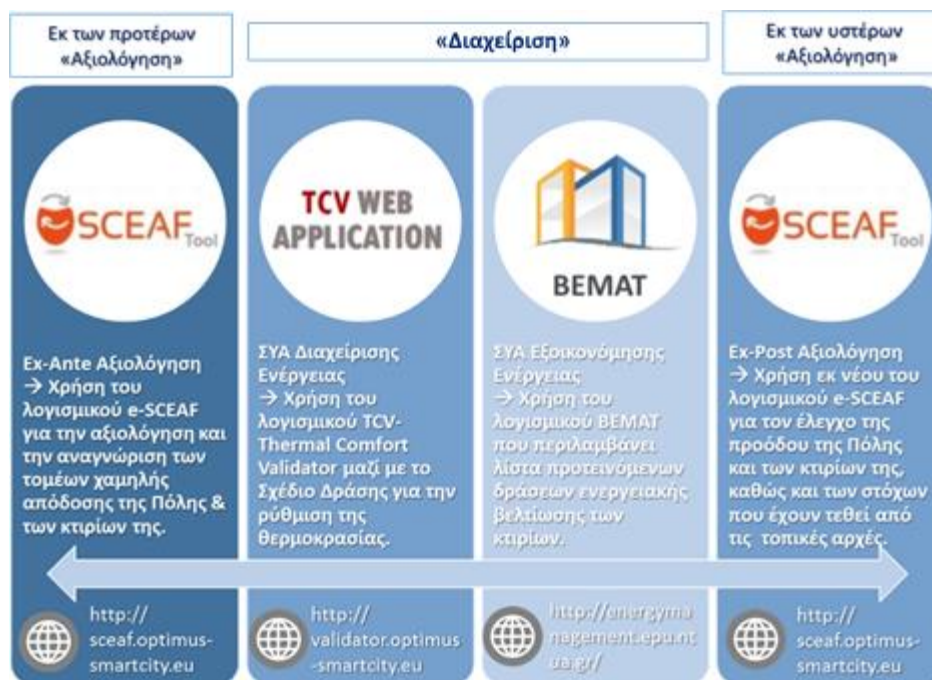 Εκ των προτέρων
«Αξιολόγηση»
«Διαχείριση»
Εκ των υστέρων
«Αξιολόγηση»
SCEAF
Tool
TCV WEB
APPLICATION
BEMAT
SCEAF
Tool
Ex-Ante Αξιολόγηση
→ Χρήση του
λογισμικού e-SCEAF
για την αξιολόγηση και
την αναγνώριση των
τομέων χαμηλής
απόδοσης της Πόλης &
των κτιρίων της.
ΣΥΑ Διαχείρισης
Ενέργειας
→ Χρήση του
λογισμικού TCV-
Thermal Comfort
Validator μαζί με το
Σχέδιο Δράσης για την
ρύθμιση της
θερμοκρασίας.
ΣΥΑ Εξοικονόμησης
Ενέργειας
→ Χρήση του
λογισμικού BEMAT
που περιλαμβάνει
λίστα προτεινόμενων
δράσεων ενεργειακής
βελτίωσης των
κτιρίων.
Ex-Post Αξιολόγηση
→ Χρήση εκ νέου του
λογισμικού e-SCEAF
για τον έλεγχο της
προόδου της Πόλης
και των κτιρίων της,
καθώς και των στόχων
που έχουν τεθεί από
τις τοπικές αρχές.
http://
sceaf.optimus-
smartcity.eu
http://
validator.optimus
-smartcity.eu
http://energyma
nagement.epu.nt
ua.gr/
http://
sceaf.optimus-
smartcity.eu